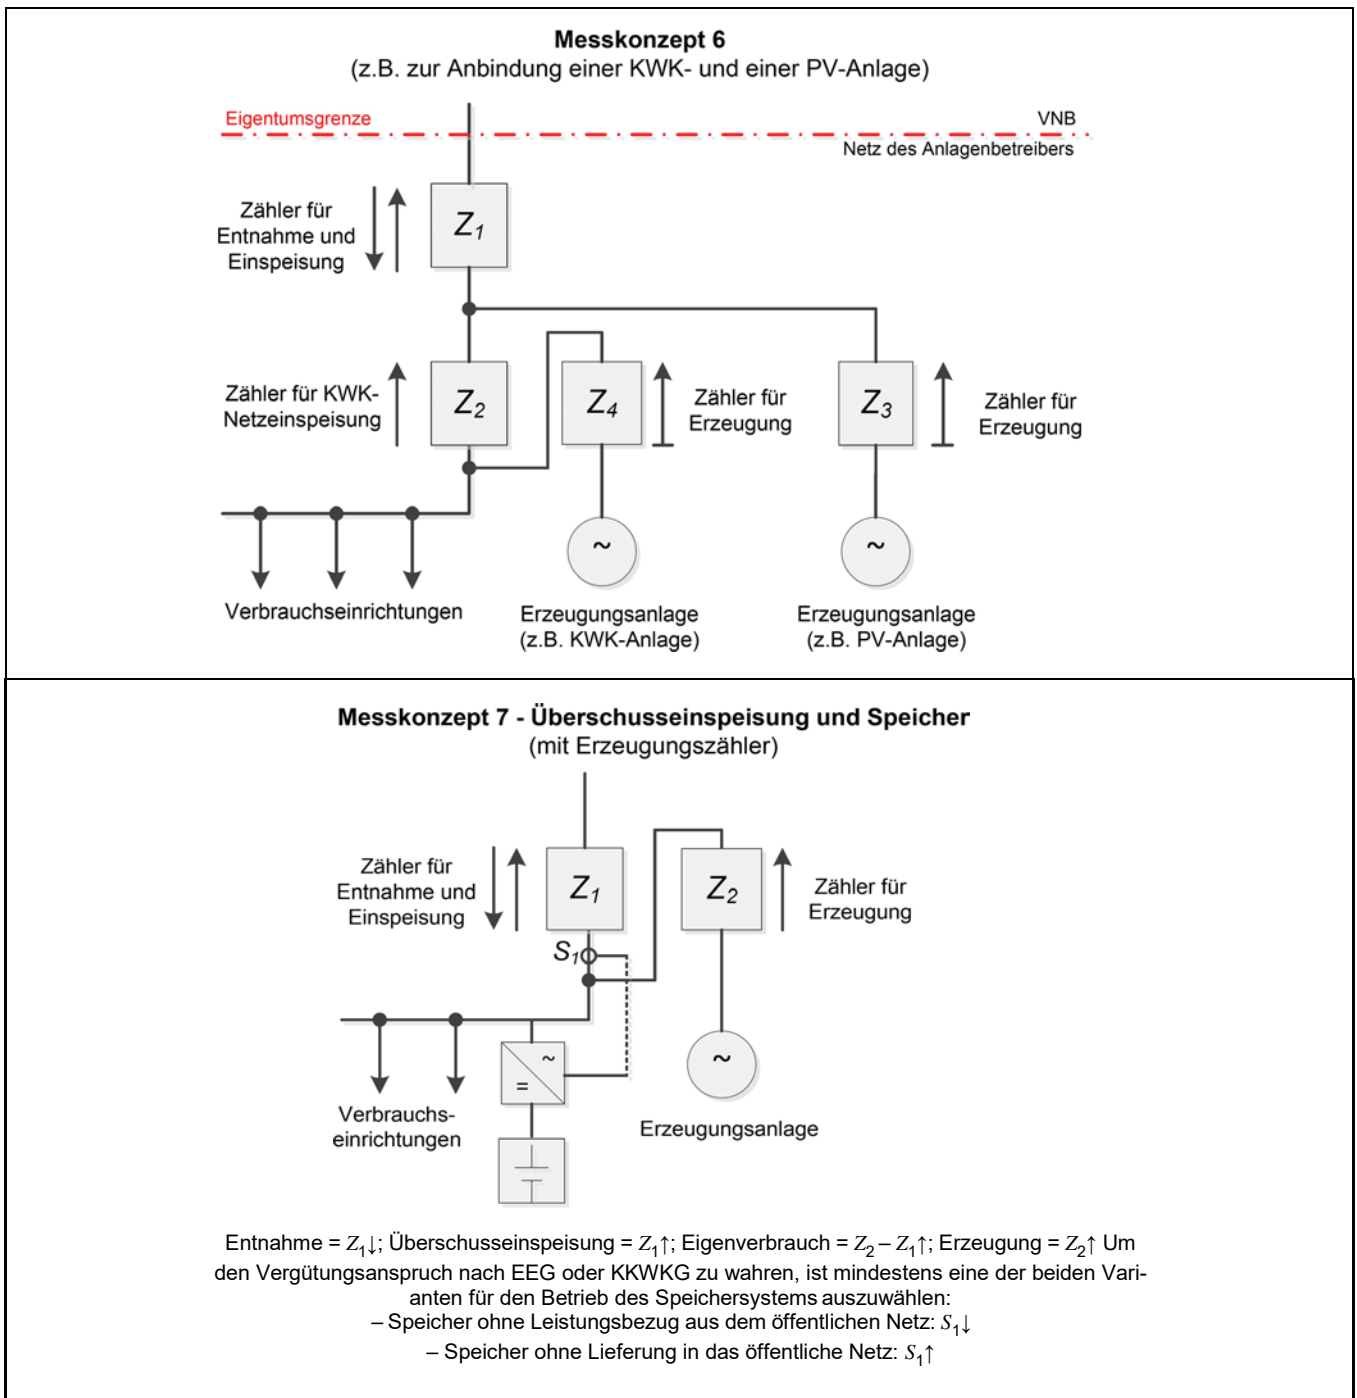 Messkonzept 6
(z.B. zur Anbindung einer KWK- und einer PV-Anlage)
Eigentumsgrenze
VNB
Netz des Anlagenbetreibers
Zähler für
Entnahme und
Einspeisung
Z1
Zähler für KWK-
Netzeinspeisung
Z2
Z4
Zähler für
Erzeugung
Z3
Zähler für
Erzeugung
~
~
Verbrauchseinrichtungen
Erzeugungsanlage
(z.B. KWK-Anlage)
Erzeugungsanlage
(z.B. PV-Anlage)
Messkonzept 7 - Überschusseinspeisung und Speicher
(mit Erzeugungszähler)
Zähler für
Entnahme und
Einspeisung
Z1
Z2
Zähler für
Erzeugung
S1
~
=
~
Verbrauchs-
einrichtungen
Erzeugungsanlage
Entnahme = Z1↓; Überschusseinspeisung = Z1↑; Eigenverbrauch = Z2 – Z1↑; Erzeugung = Z2↑ Um
den Vergütungsanspruch nach EEG oder KKWKG zu wahren, ist mindestens eine der beiden Vari-
anten für den Betrieb des Speichersystems auszuwählen:
– Speicher ohne Leistungsbezug aus dem öffentlichen Netz: S1↓
– Speicher ohne Lieferung in das öffentliche Netz: S1↑